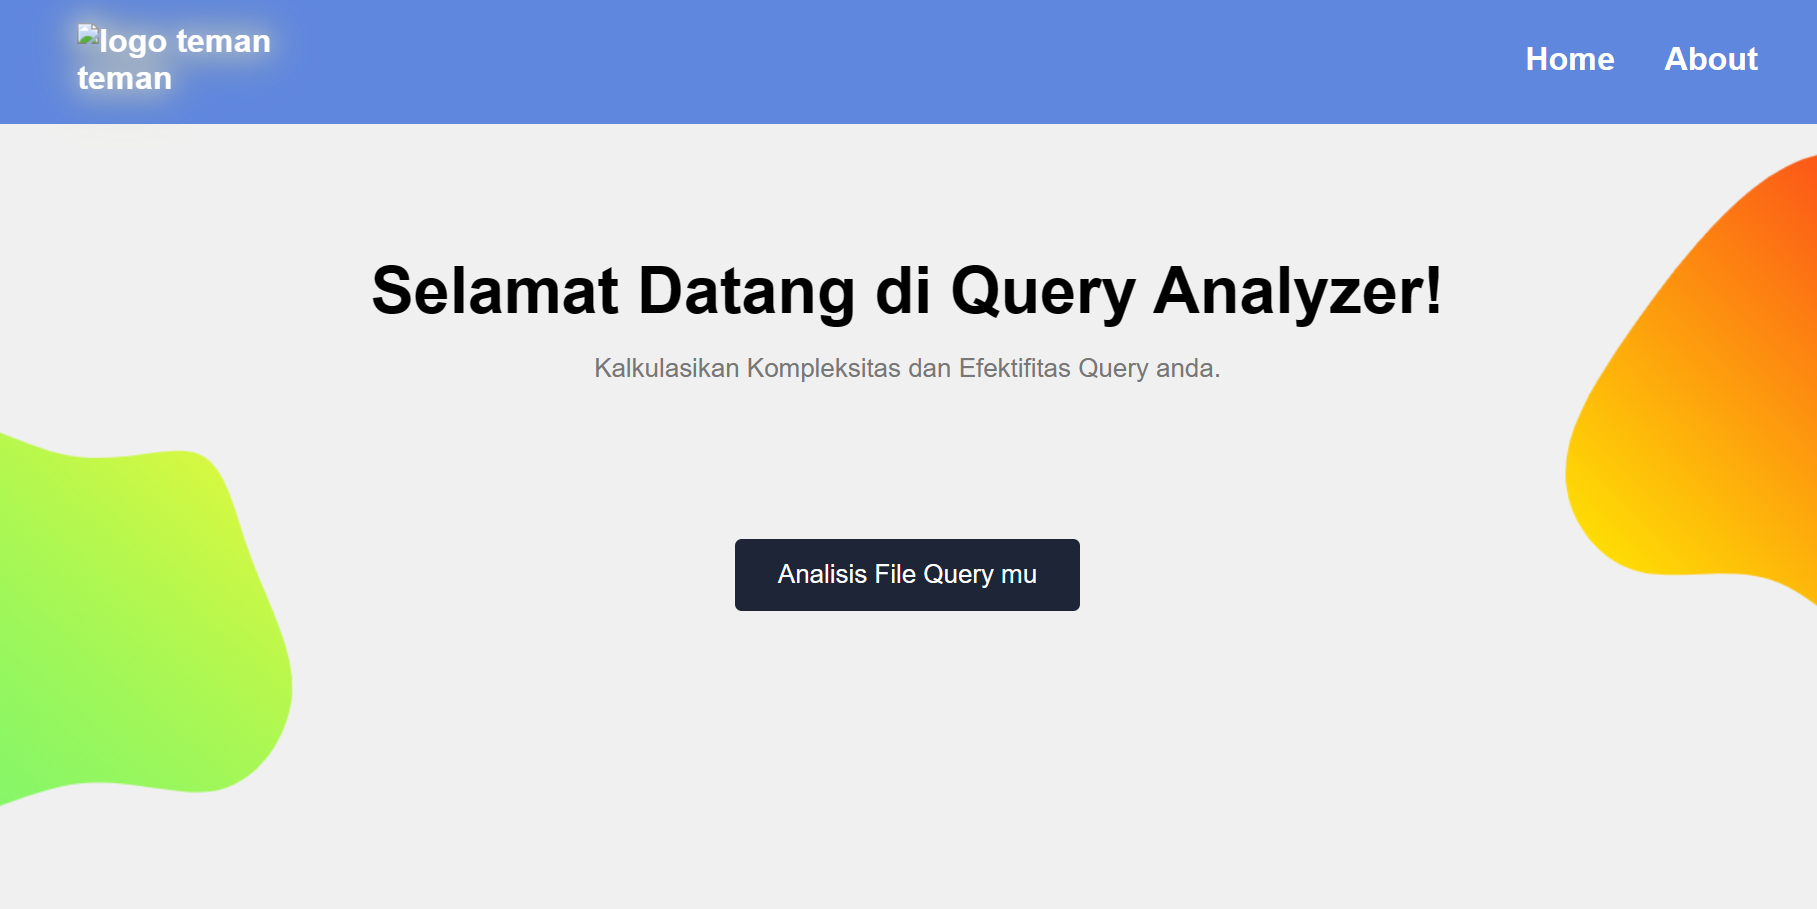 logo teman
teman
Home About
Selamat Datang di Query Analyzer!
Kalkulasikan Kompleksitas dan Efektifitas Query anda.
Analisis File Query mu